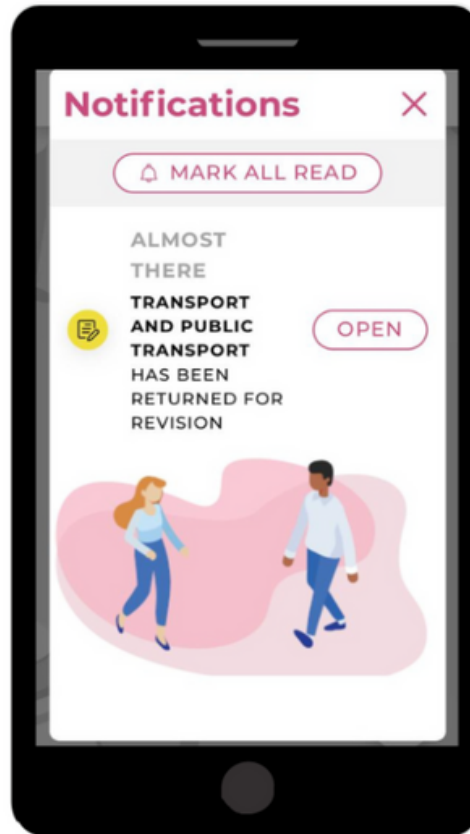 Notifications
MARK ALL READ
ALMOST
THERE
TRANSPORT
AND PUBLIC
TRANSPORT
HAS BEEN
RETURNED FOR
REVISION
OPEN